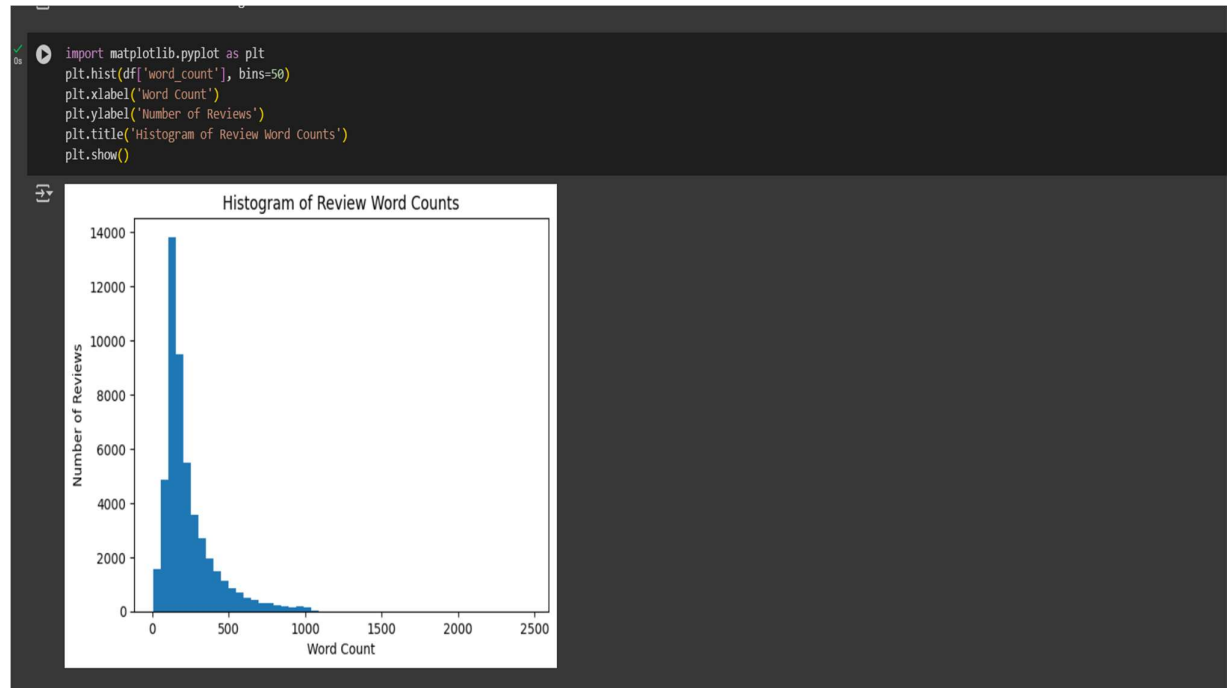 import matplotlib.pyplot as plt
0s
plt.hist(df['word_count'], bins=50)
plt.xlabel('Word Count')
plt.ylabel('Number of Reviews')
plt.title('Histogram of Review Word Counts')
plt.show()
Histogram of Review Word Counts
14000
12000
10000
8000
6000
4000
2000
0
Number of Reviews
0 500 1000 1500 2000 2500
Word Count